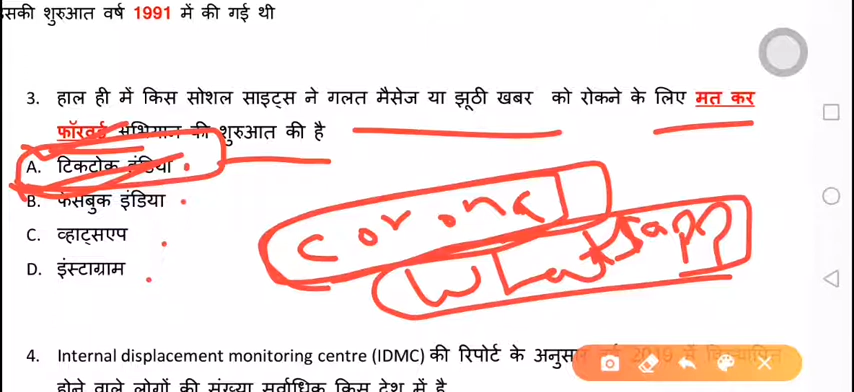 सकी शुरुआत वर्ष 1991 में की गई थी
3. हाल ही में किस सोशल साइट्स ने गलत मैसेज या झूठी खबर को रोकने के लिए मत कर
फॉरवर्ड अभियान की शुरुआत की है
A. टिकटोक इंडिया
B. फेसबुक इंडिया
C. व्हाट्सएप
D. इंस्टाग्राम
corona
Whatsapp
4. Internal displacement monitoring centre (IDMC) की रिपोर्ट के अनुसार 2019 में
होने वाले लोगों की संख्या सर्वाधिक किस देश में है